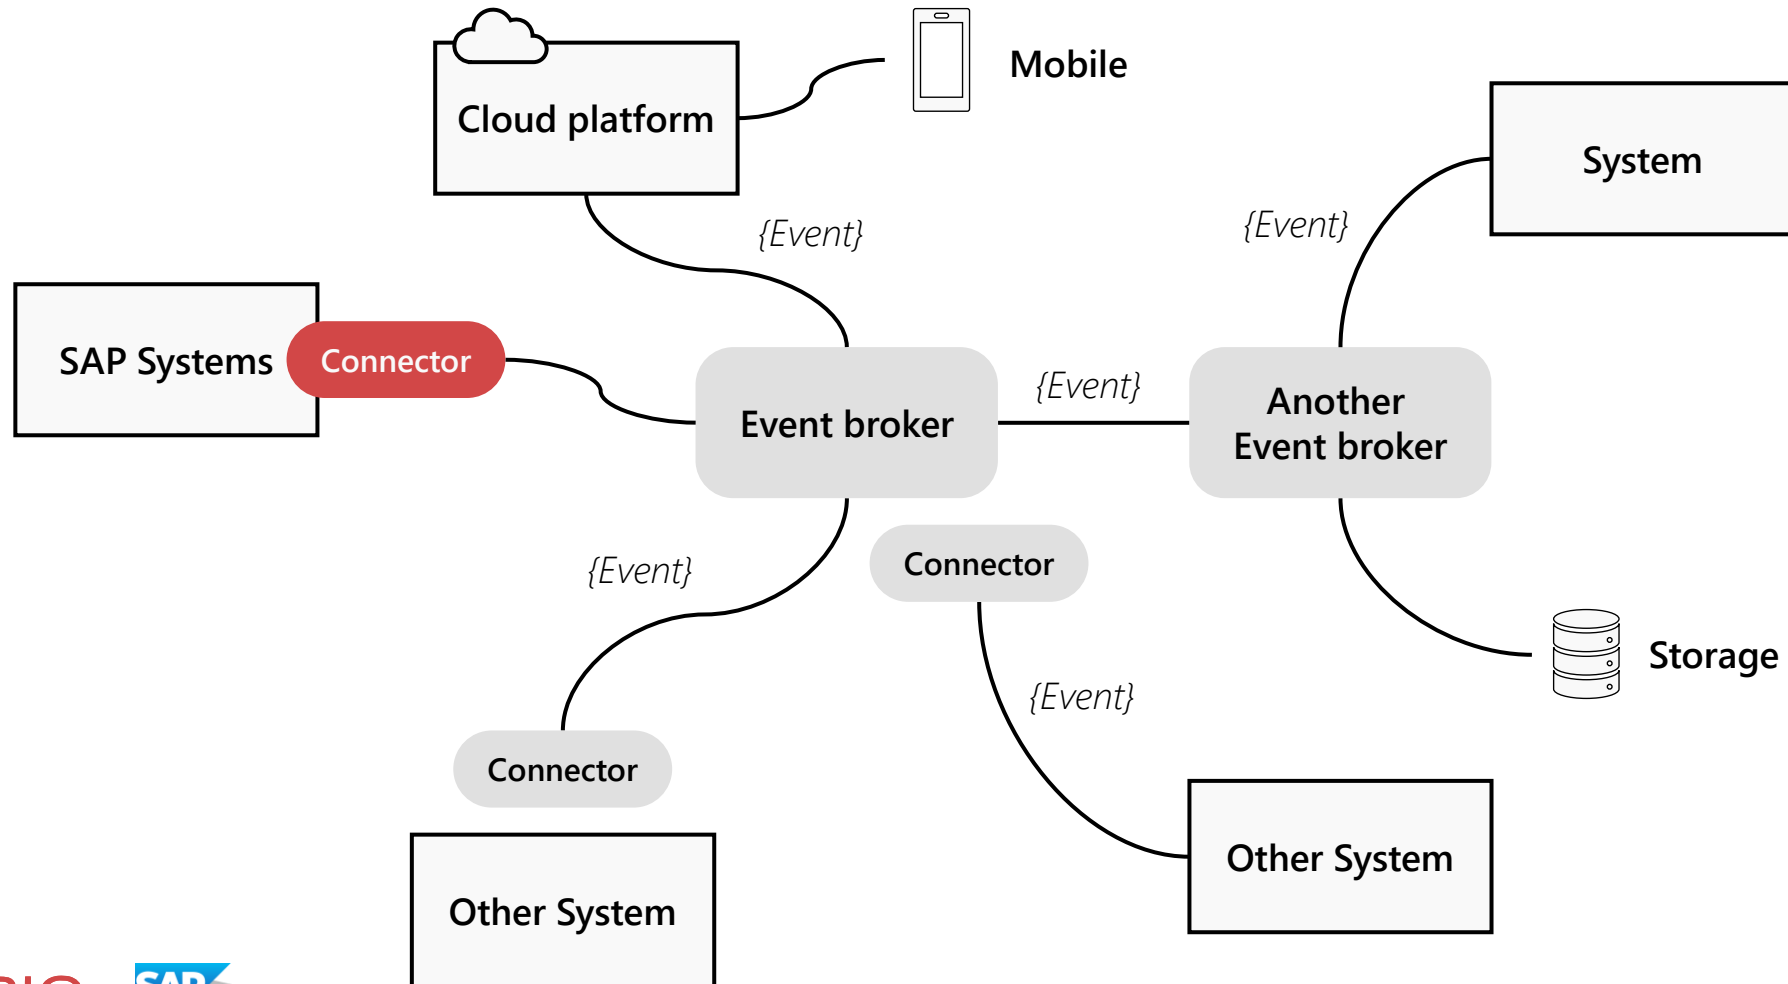 Mobile
Cloud platform
System
{Event}
{Event}
SAP Systems
Connector
{Event}
Event broker
Another
Event broker
{Event}
Connector
Storage
{Event}
Connector
Other System
Other System
SAP